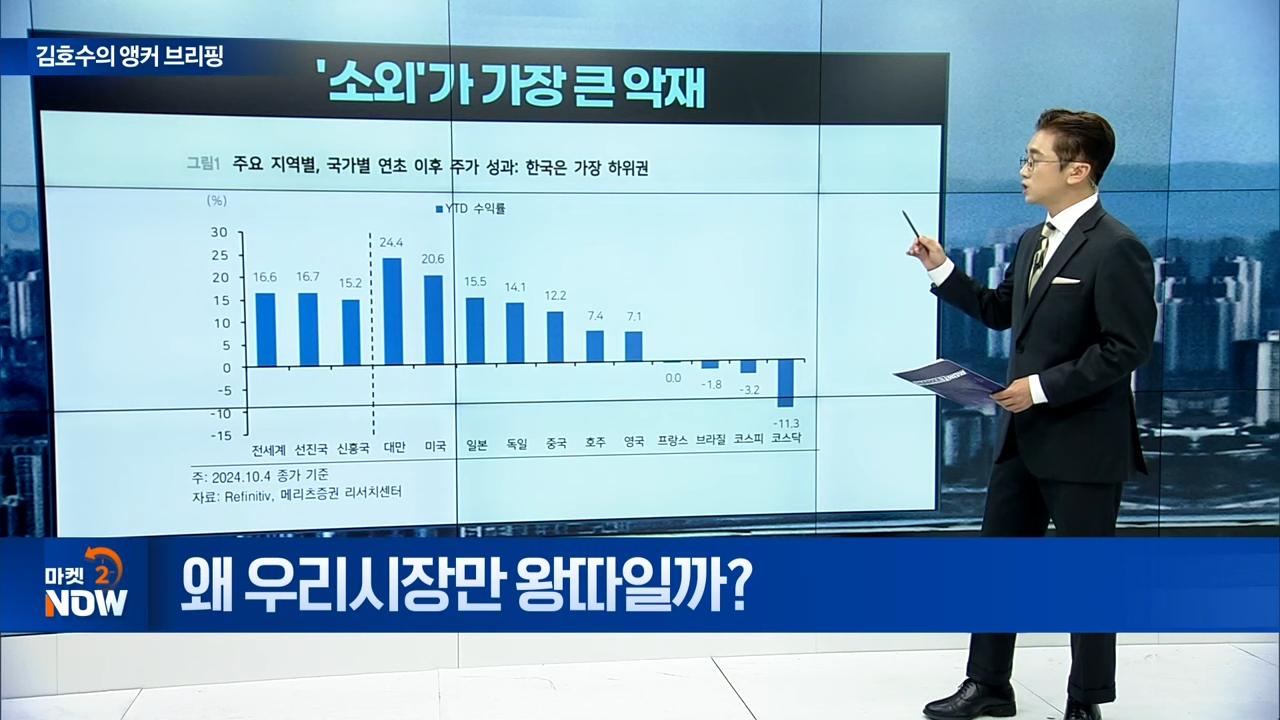 김호수의 앵커 브리핑
'소외'가 가장 큰 악재
그림1 주요 지역별, 국가별 연초 이후 주가 성과: 한국은 가장 하위권
(%)
YTD 수익률
30
25
20
15
10
5
0
-5
-10
-15
16.6 16.7 15.2 24.4 20.6 15.5 14.1 12.2 7.4 7.1 0.0 -1.8 -3.2 -11.3
전세계 선진국 신흥국 대만 미국 일본 독일 중국 호주 영국 프랑스 브라질 코스피 코스닥
주: 2024.10.4 종가 기준
자료: Refinitiv, 메리츠증권 리서치센터
마켓 2
NOW
왜 우리시장만 왕따일까?